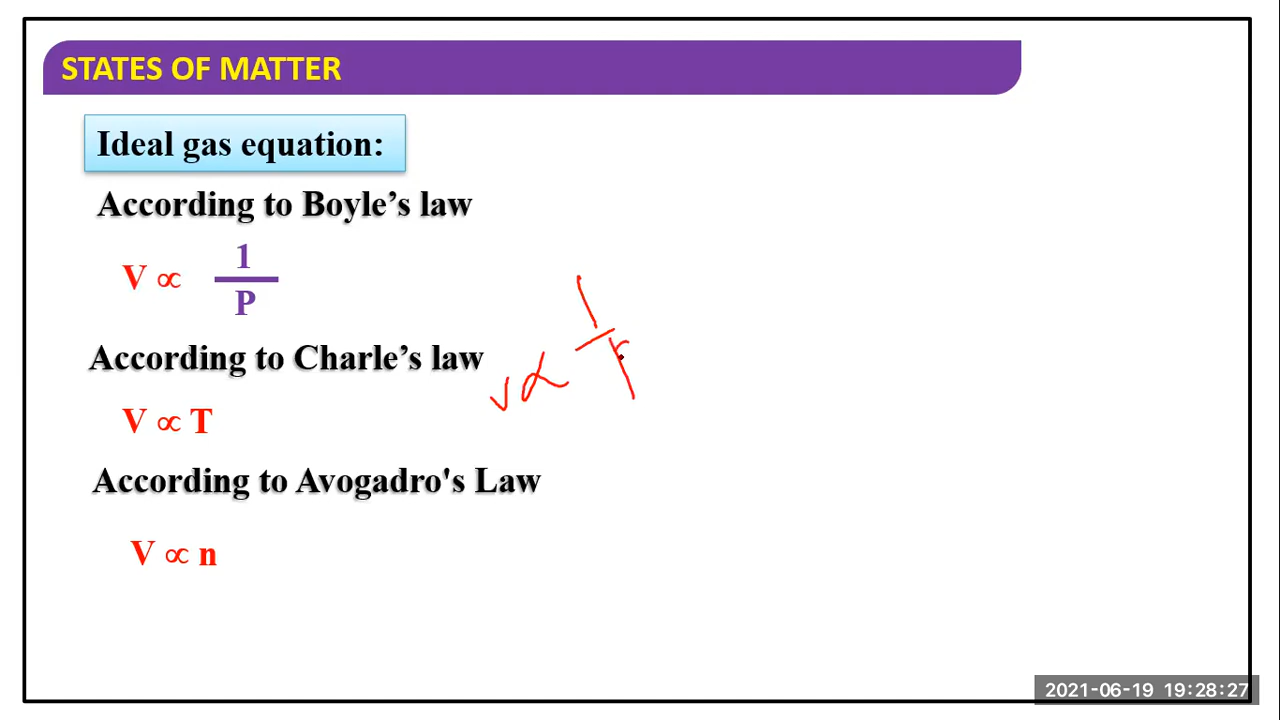 STATES OF MATTER
Ideal gas equation:
According to Boyle’s law
V ∝ 1/P
According to Charle’s law
V ∝ 1/P
V ∝ T
According to Avogadro's Law
V ∝ n
2021-06-19 19:28:27